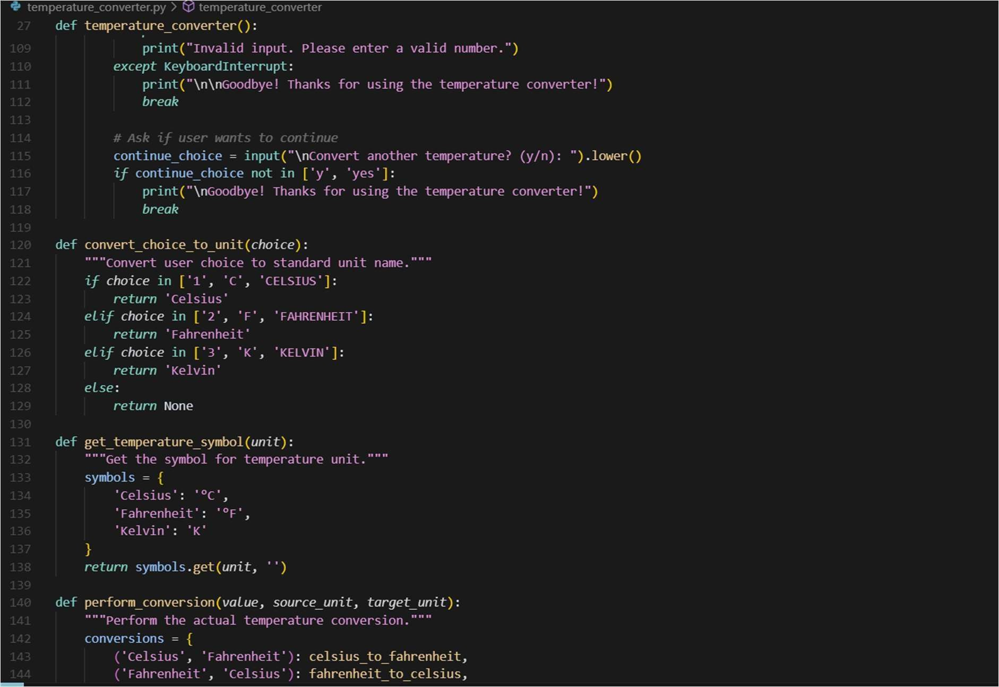 temperature_converter.py > temperature_converter
27 def temperature_converter():
109             print("Invalid input. Please enter a valid number.")
110         except KeyboardInterrupt:
111             print("\n\nGoodbye! Thanks for using the temperature converter!")
112             break
113
114         # Ask if user wants to continue
115         continue_choice = input("\nConvert another temperature? (y/n): ").lower()
116         if continue_choice not in ['y', 'yes']:
117             print("\nGoodbye! Thanks for using the temperature converter!")
118             break
119
120 def convert_choice_to_unit(choice):
121     """Convert user choice to standard unit name."""
122     if choice in ['1', 'C', 'CELSIUS']:
123         return 'Celsius'
124     elif choice in ['2', 'F', 'FAHRENHEIT']:
125         return 'Fahrenheit'
126     elif choice in ['3', 'K', 'KELVIN']:
127         return 'Kelvin'
128     else:
129         return None
130
131 def get_temperature_symbol(unit):
132     """Get the symbol for temperature unit."""
133     symbols = {
134         'Celsius': '°C',
135         'Fahrenheit': '°F',
136         'Kelvin': 'K'
137     }
138     return symbols.get(unit, '')
139
140 def perform_conversion(value, source_unit, target_unit):
141     """Perform the actual temperature conversion."""
142     conversions = {
143         ('Celsius', 'Fahrenheit'): celsius_to_fahrenheit,
144         ('Fahrenheit', 'Celsius'): fahrenheit_to_celsius,